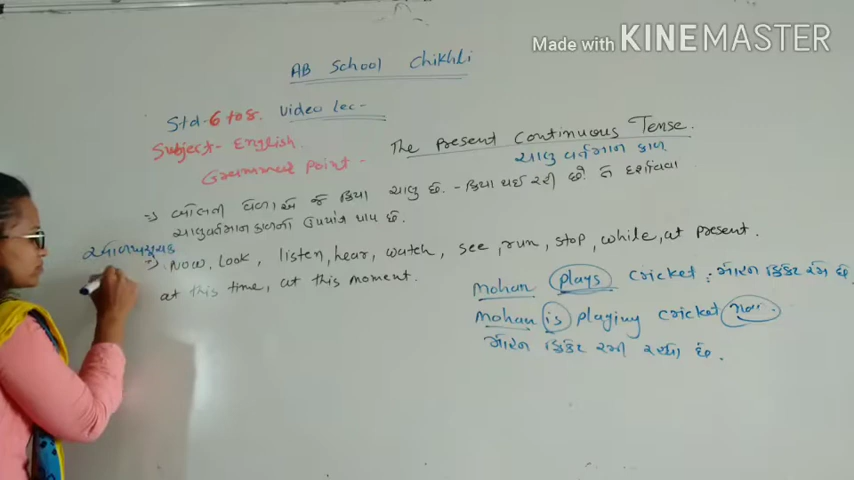 Made with KINEMASTER
AB School Chikhli
Std-6 to 8. Video lec-
Subject- English
Grammer Point - The Present Continuous Tense.
ચાલુ વર્તમાન કાળ
⇒ બોલતી વેળાએ જે ક્રિયા ચાલુ છે. - ક્રિયા થઈ રહી છે તે દર્શાવવા
ચાલુવર્તમાન કાળનો ઉપયોગ થાય છે.
⇒ Now, look, listen, hear, watch, see, run, stop, while, at present.
at this time, at this moment.
Mohan plays cricket : મોહન ક્રિકેટ રમે છે.
Mohan is playing cricket now.
મોહન ક્રિકેટ રમી રહ્યો છે.